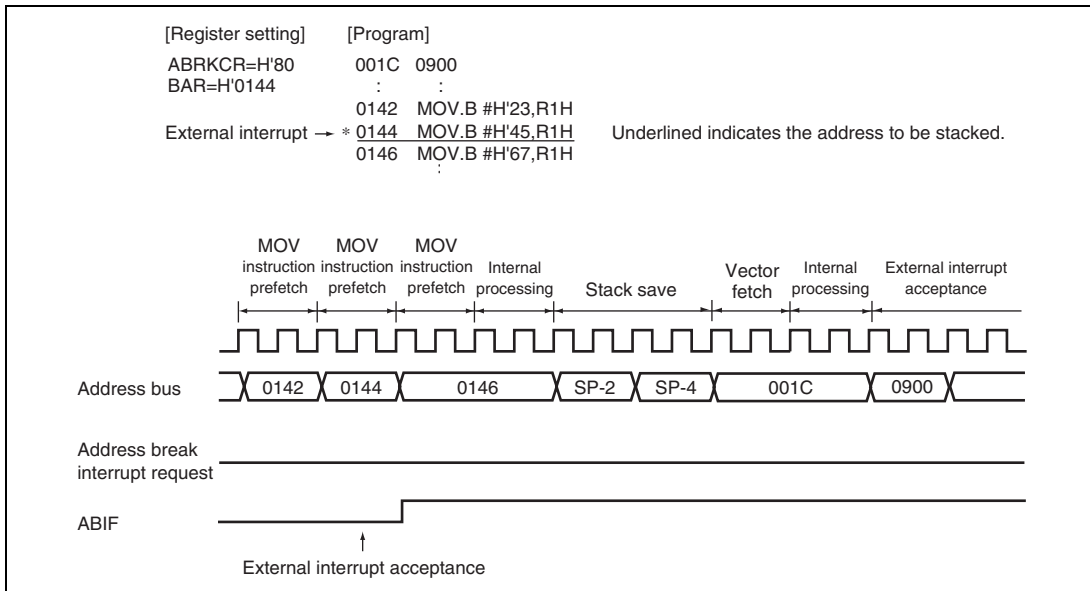 [Register setting] [Program]
ABRKCR=H'80 001C 0900
BAR=H'0144 : :
0142 MOV.B #H'23,R1H
External interrupt → * 0144 MOV.B #H'45,R1H Underlined indicates the address to be stacked.
0146 MOV.B #H'67,R1H
:
MOV MOV MOV
instruction instruction instruction Internal Vector Internal External interrupt
prefetch prefetch prefetch processing Stack save fetch processing acceptance
Address bus 0142 0144 0146 SP-2 SP-4 001C 0900
Address break
interrupt request
ABIF
External interrupt acceptance